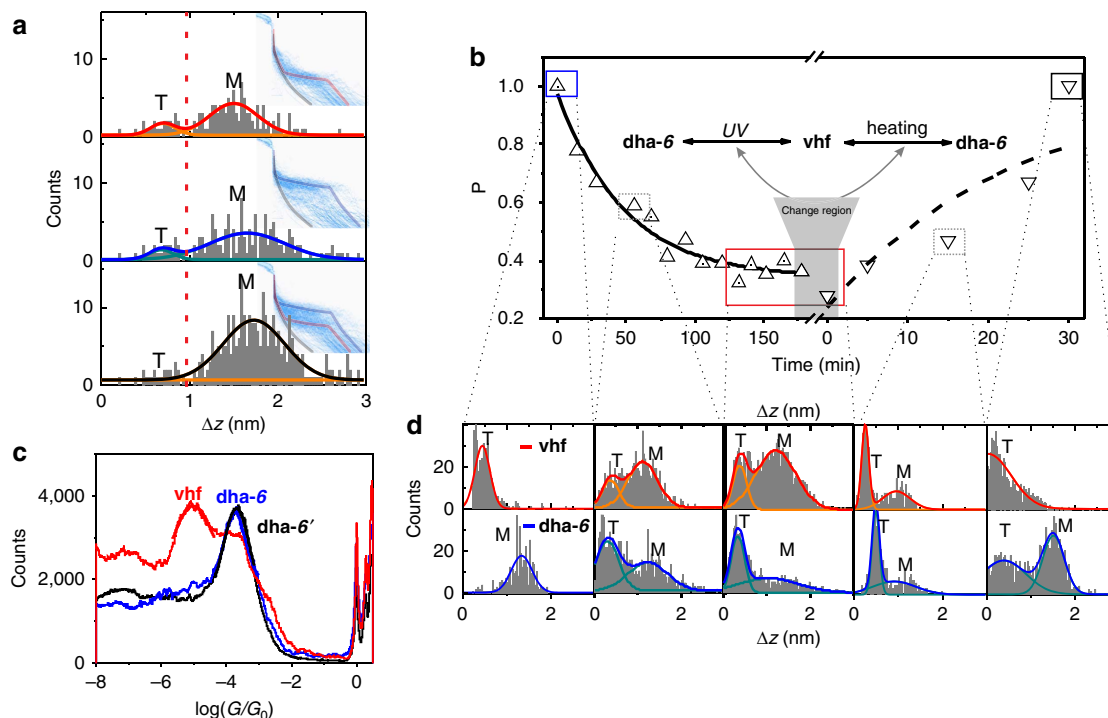 a
T
M
10
0
T
M
10
0
T
M
10
0
0
1
2
3
Counts
Δz (nm)
b
1.0
0.8
0.6
0.4
0.2
P
UV
heating
dha-6
vhf
dha-6
Change region
0
50
100
150
0
10
20
30
Time (min)
c
4,000
2,000
0
Counts
vhf
dha-6
dha-6′
−8
−6
−4
−2
0
log(G/G0)
d
Δz (nm)
T
vhf
T
M
T
M
T
M
T
40
20
0
Counts
M
dha-6
T
M
T
M
T
M
T
M
40
20
0
0
2
0
2
0
2
0
2
0
2
Δz (nm)